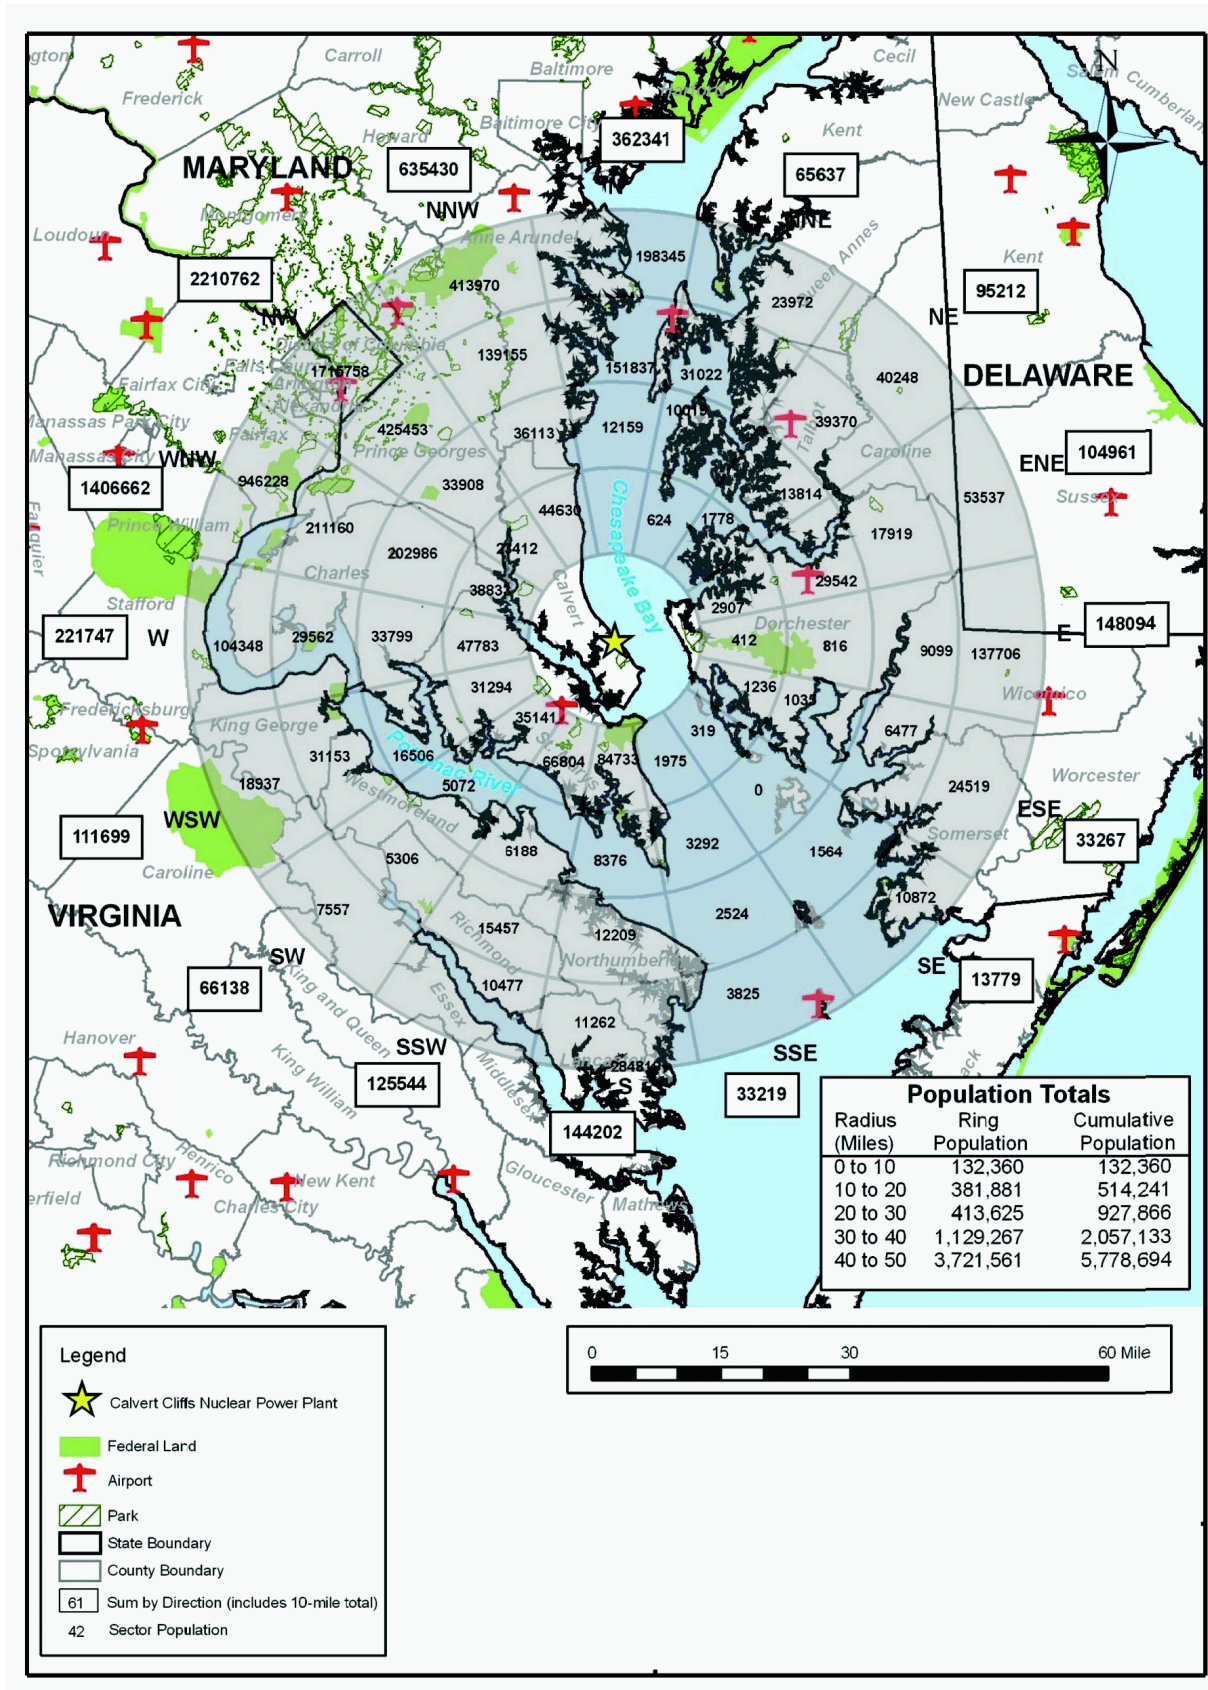 Carroll
Baltimore
Cecil
N
Salem
Cumberlan
gton
Frederick
Harford
New Castle
Howard
Baltimore City
362341
Kent
MARYLAND
635430
65637
N
NNW
NNE
Montgomery
Loudoun
Anne Arundel
Queen Annes
Kent
2210762
198345
413970
23972
95212
NW
NE
District of Columbia
139155
Falls Church
1715758
151837
31022
40248
DELAWARE
Fairfax City
Arlington
Alexandria
10019
Manassas Park City
425453
36113
12159
39370
Talbot
Fairfax
Prince Georges
Caroline
104961
Manassas City
WNW
ENE
1406662
946228
33908
13814
53537
Sussex
Fauquier
Prince William
211160
44630
624
1778
17919
202986
23412
Chesapeake Bay
Charles
Calvert
29542
Stafford
3883
2907
Dorchester
221747
W
104348
29562
33799
47783
412
816
9099
137706
E
148094
31294
1236
1035
Wicomico
Fredericksburg
King George
35141
319
6477
Spotsylvania
31153
16506
66804
84733
1975
Potomac River
St Marys
18937
5072
0
24519
Worcester
Westmoreland
WSW
ESE
111699
Somerset
33267
6188
3292
1564
5306
8376
Caroline
10872
7557
2524
VIRGINIA
15457
12209
Richmond
SW
Northumberland
SE
66138
10477
3825
13779
King and Queen
Essex
11262
Hanover
SSW
SSE
King William
Lancaster
28481
125544
Middlesex
S
33219
144202
Richmond City
Henrico
New Kent
Gloucester
erfield
Charles City
Mathews
Population Totals
Radius Ring Cumulative
(Miles) Population Population
0 to 10 132,360 132,360
10 to 20 381,881 514,241
20 to 30 413,625 927,866
30 to 40 1,129,267 2,057,133
40 to 50 3,721,561 5,778,694
Legend
Calvert Cliffs Nuclear Power Plant
Federal Land
Airport
Park
State Boundary
County Boundary
61 Sum by Direction (includes 10-mile total)
42 Sector Population
0 15 30 60 Mile